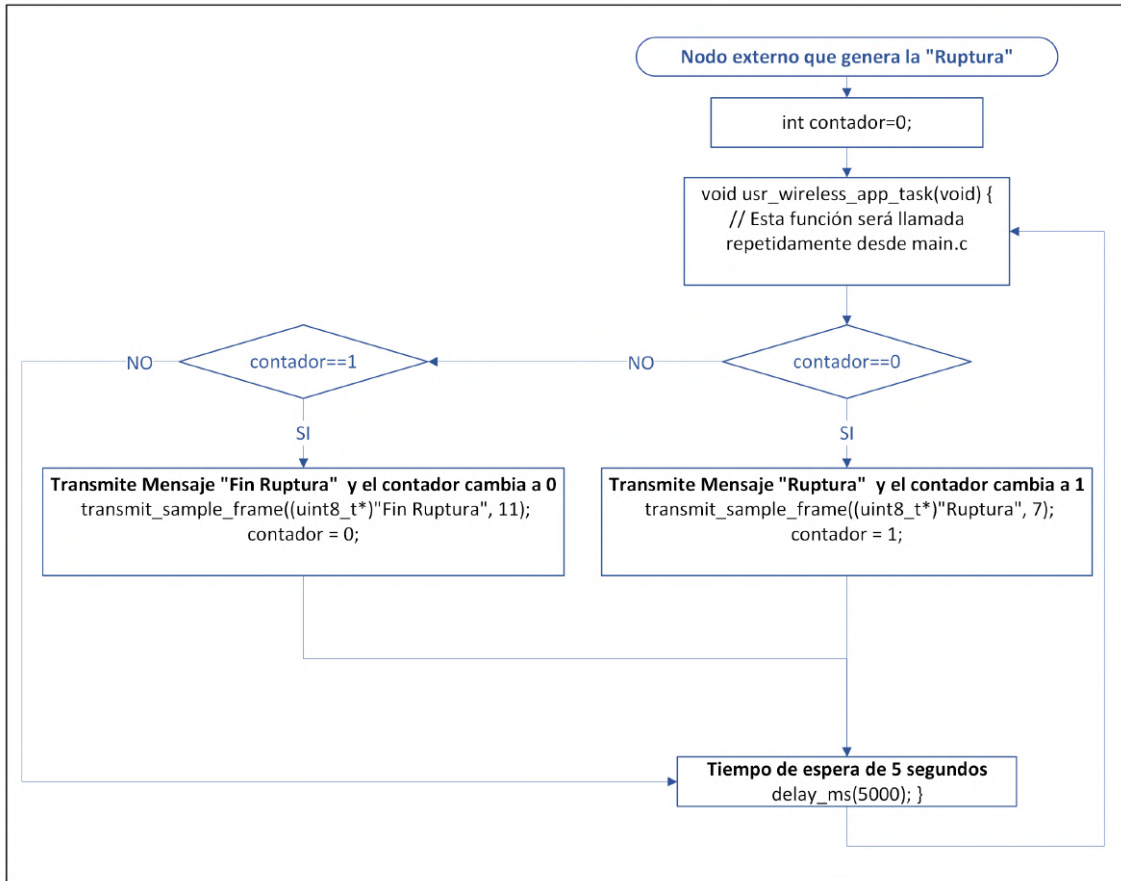 Nodo externo que genera la "Ruptura"
int contador=0;
void usr_wireless_app_task(void) {
// Esta función será llamada
repetidamente desde main.c
contador==0
NO
contador==1
NO
SI
SI
Transmite Mensaje "Fin Ruptura"  y el contador cambia a 0
transmit_sample_frame((uint8_t*)"Fin Ruptura", 11);
contador = 0;
Transmite Mensaje "Ruptura"  y el contador cambia a 1
transmit_sample_frame((uint8_t*)"Ruptura", 7);
contador = 1;
Tiempo de espera de 5 segundos
delay_ms(5000); }